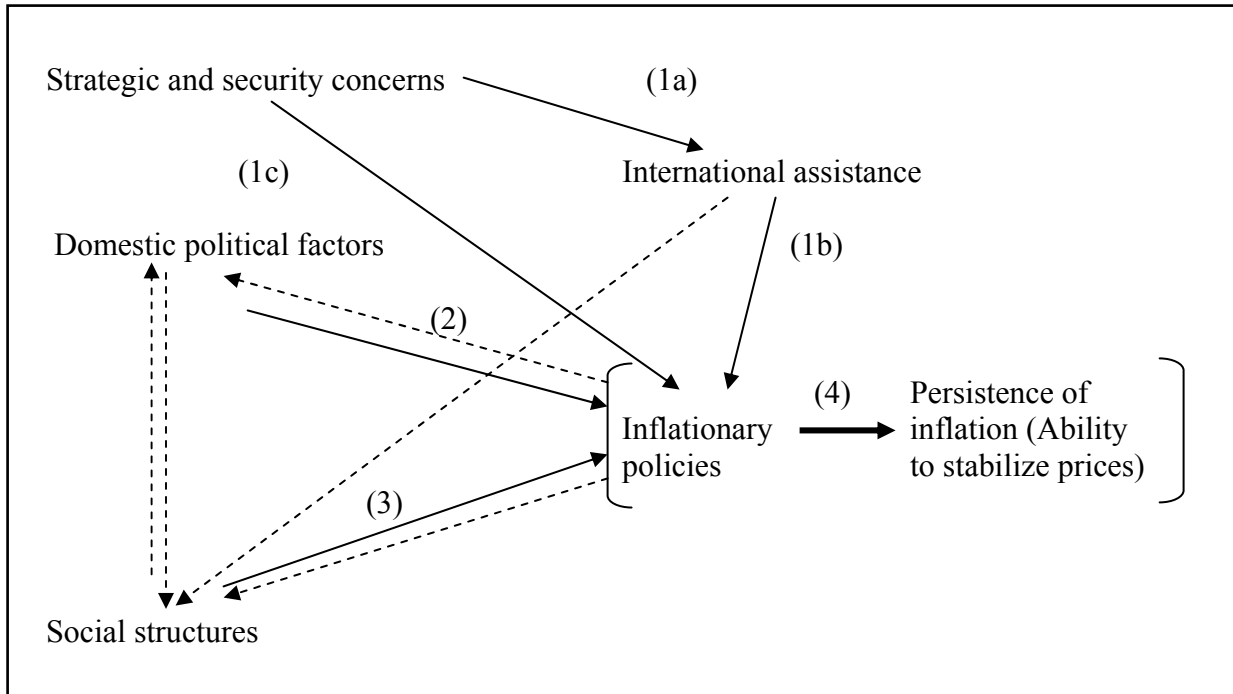 Strategic and security concerns
(1a)
(1c)
International assistance
Domestic political factors
(1b)
(2)
Inflationary
policies
(4)
Persistence of
inflation (Ability
to stabilize prices)
(3)
Social structures